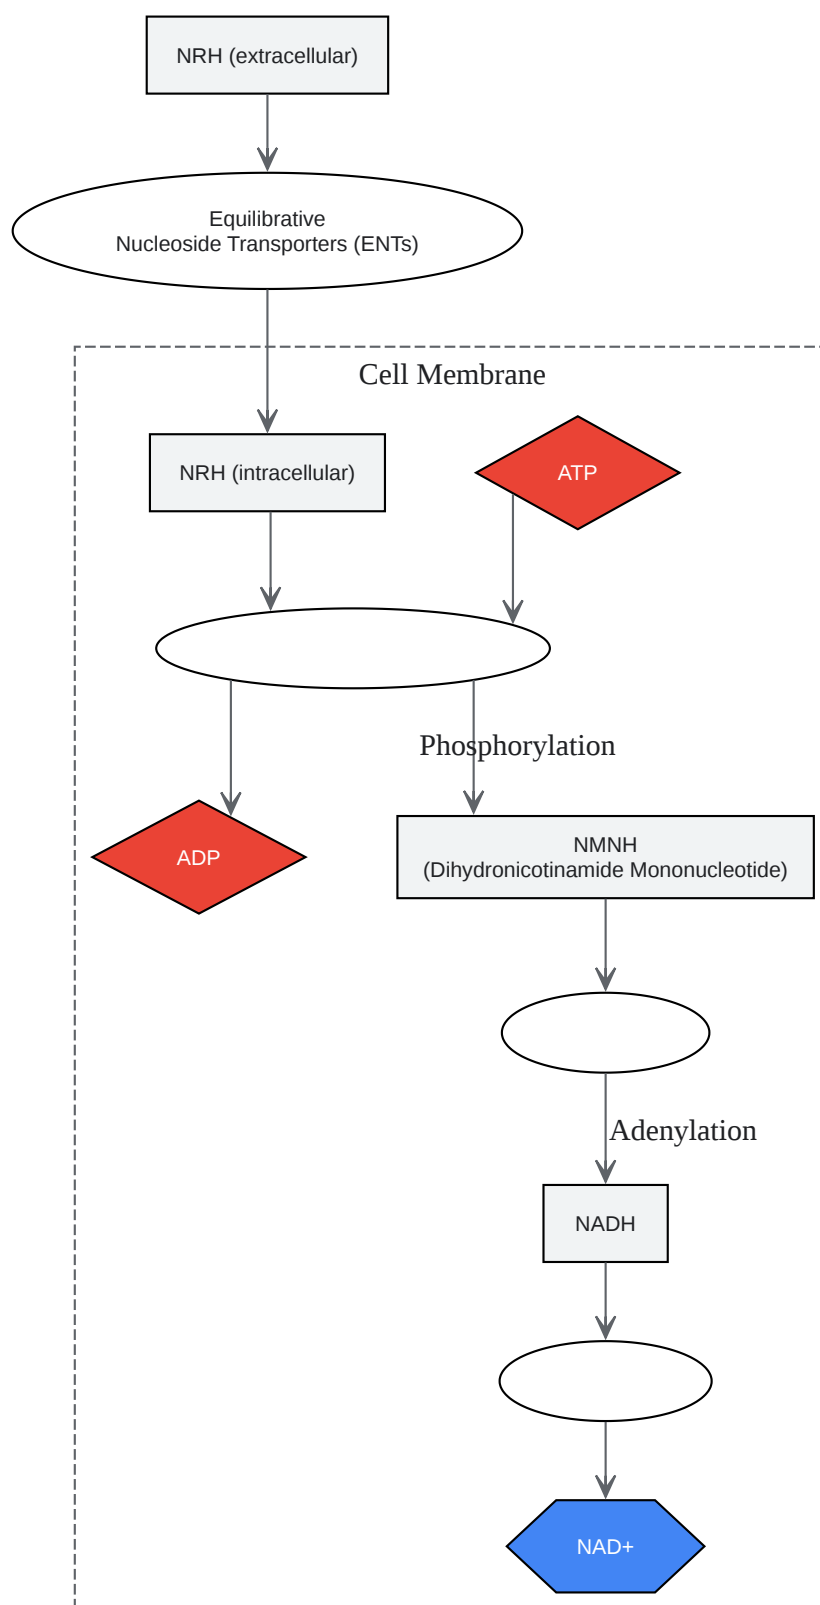 NRH (extracellular)
Equilibrative
Nucleoside Transporters (ENTs)
Cell Membrane
NRH (intracellular)
ATP
Phosphorylation
ADP
NMNH
(Dihydronicotinamide Mononucleotide)
Adenylation
NADH
NAD+